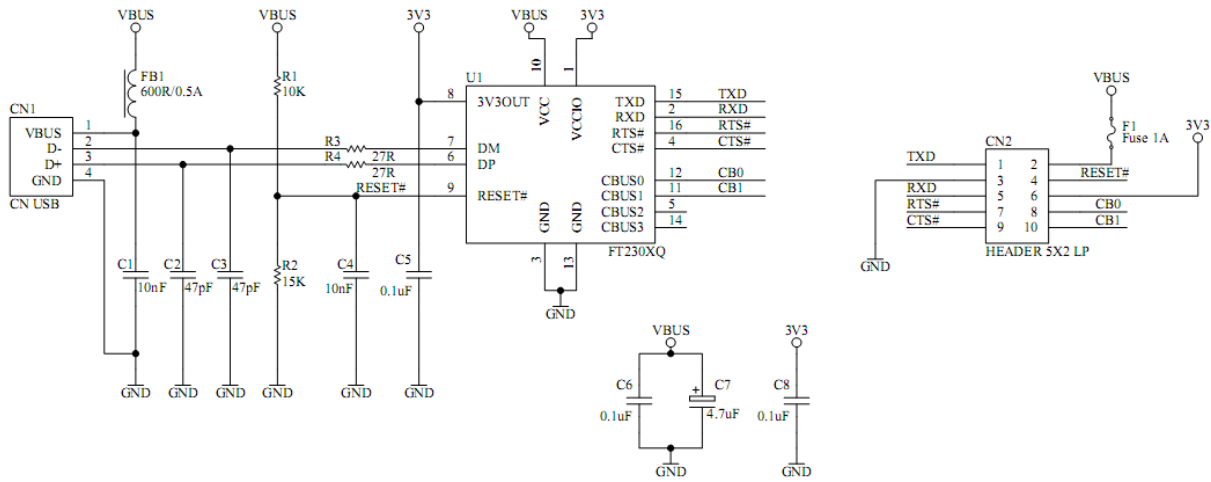 VBUS
VBUS
3V3
VBUS
3V3
FB1
600R/0.5A
R1
10K
U1
10
1
8
3V3OUT
VCC
VCCIO
TXD
15
TXD
RXD
2
RXD
RTS#
16
RTS#
CTS#
4
CTS#
CN1
VBUS
1
D-
2
D+
3
GND
4
CN USB
R3
27R
7
DM
R4
27R
6
DP
RESET#
9
RESET#
CBUS0
12
CB0
CBUS1
11
CB1
CBUS2
5
CBUS3
14
GND
GND
3
13
FT230XQ
GND
C1
10nF
C2
47pF
C3
47pF
R2
15K
C4
10nF
C5
0.1uF
GND
GND
GND
GND
GND
GND
VBUS
3V3
C6
0.1uF
C7
+
4.7uF
C8
0.1uF
GND
GND
VBUS
F1
Fuse 1A
3V3
CN2
TXD
1
2
3
4
RESET#
RXD
5
6
RTS#
7
8
CB0
CTS#
9
10
CB1
HEADER 5X2 LP
GND